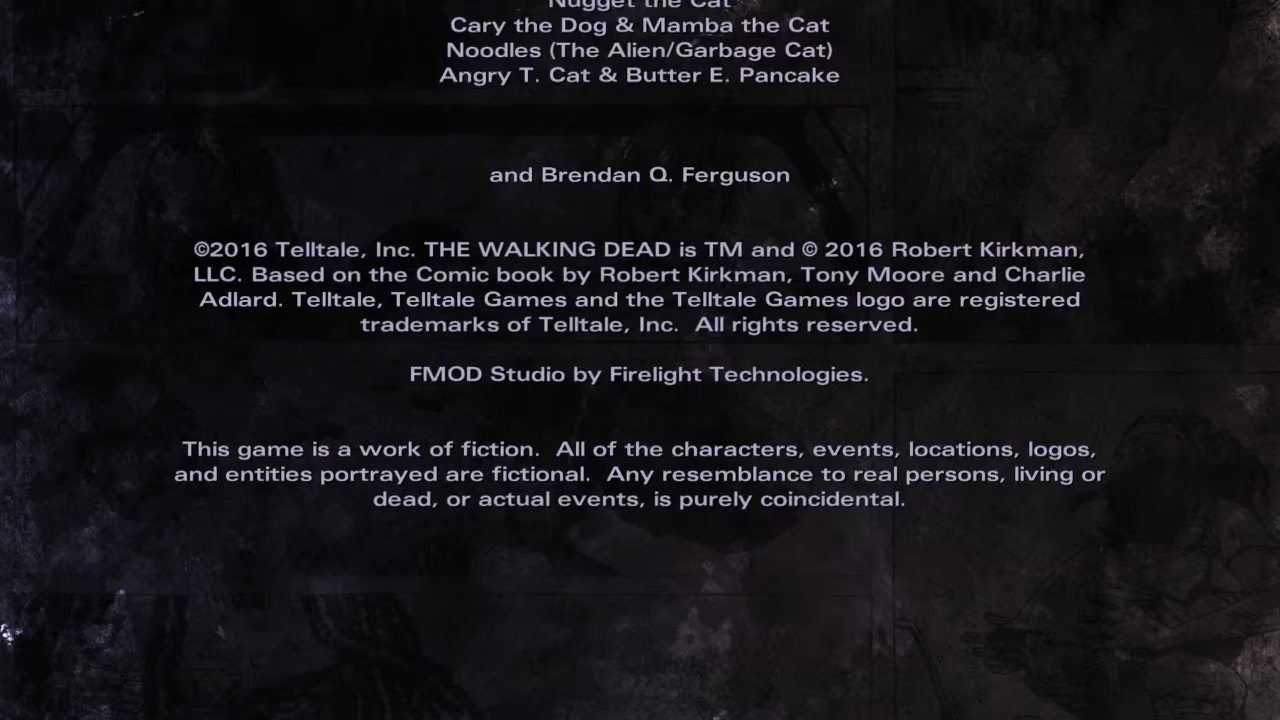 Nugget the Cat
Cary the Dog & Mamba the Cat
Noodles (The Alien/Garbage Cat)
Angry T. Cat & Butter E. Pancake
and Brendan Q. Ferguson
©2016 Telltale, Inc. THE WALKING DEAD is TM and © 2016 Robert Kirkman,
LLC. Based on the Comic book by Robert Kirkman, Tony Moore and Charlie
Adlard. Telltale, Telltale Games and the Telltale Games logo are registered
trademarks of Telltale, Inc.  All rights reserved.
FMOD Studio by Firelight Technologies.
This game is a work of fiction.  All of the characters, events, locations, logos,
and entities portrayed are fictional.  Any resemblance to real persons, living or
dead, or actual events, is purely coincidental.